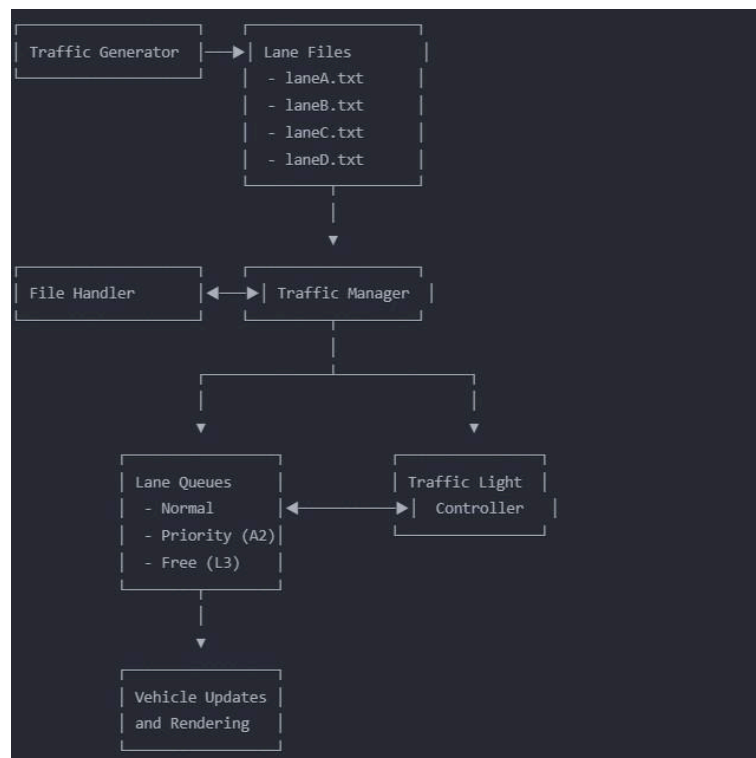 Traffic Generator
Lane Files
- laneA.txt
- laneB.txt
- laneC.txt
- laneD.txt
File Handler
Traffic Manager
Lane Queues
- Normal
- Priority (A2)
- Free (L3)
Traffic Light
Controller
Vehicle Updates
and Rendering